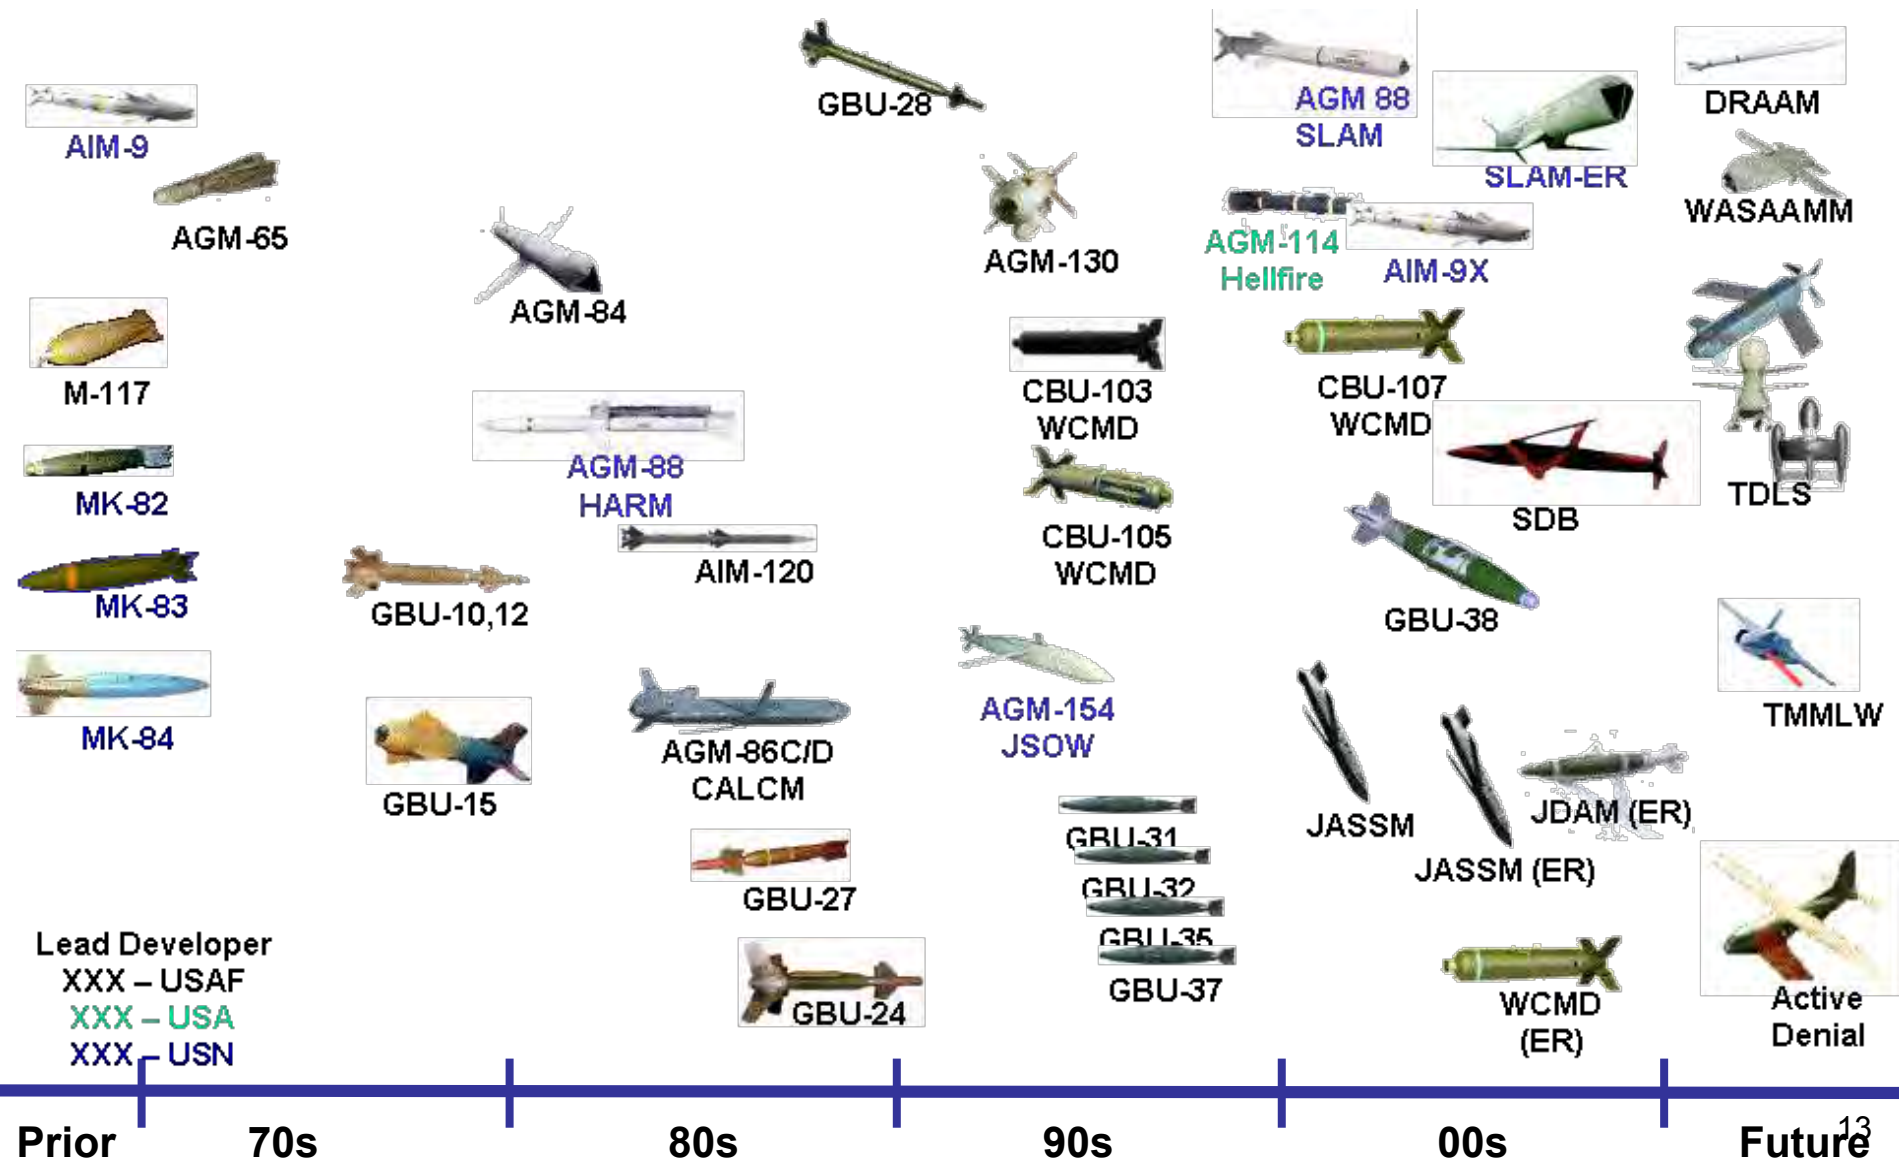 GBU-28
AGM 88
SLAM
DRAAM
AIM-9
SLAM-ER
WASAAMM
AGM-65
AGM-114
Hellfire
AGM-130
AIM-9X
AGM-84
M-117
CBU-103
WCMD
CBU-107
WCMD
AGM-88
HARM
MK-82
TDLS
SDB
CBU-105
WCMD
AIM-120
MK-83
GBU-10,12
GBU-38
AGM-154
JSOW
TMMLW
MK-84
AGM-86C/D
CALCM
GBU-15
JASSM
JDAM (ER)
GBU-31
JASSM (ER)
GBU-32
GBU-27
GBU-35
GBU-37
GBU-24
WCMD
(ER)
Active
Denial
Lead Developer
XXX – USAF
XXX – USA
XXX – USN
Prior
70s
80s
90s
00s
Future
13